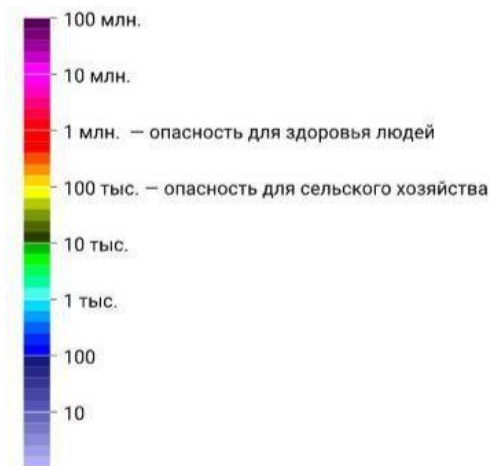 100 млн.
10 млн.
1 млн. — опасность для здоровья людей
100 тыс. — опасность для сельского хозяйства
10 тыс.
1 тыс.
100
10